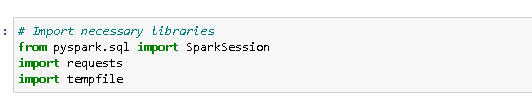 :
# Import necessary libraries
from pyspark.sql import SparkSession
import requests
import tempfile